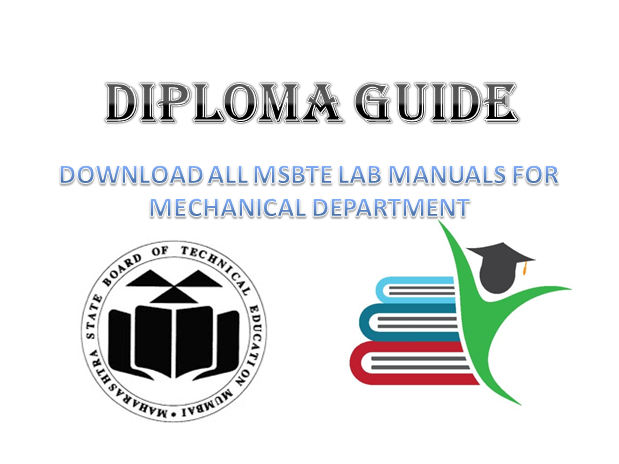 DIPLOMA GUIDE
DOWNLOAD ALL MSBTE LAB MANUALS FOR
MECHANICAL DEPARTMENT
MAHARASHTRA STATE BOARD OF TECHNICAL EDUCATION MUMBAI •